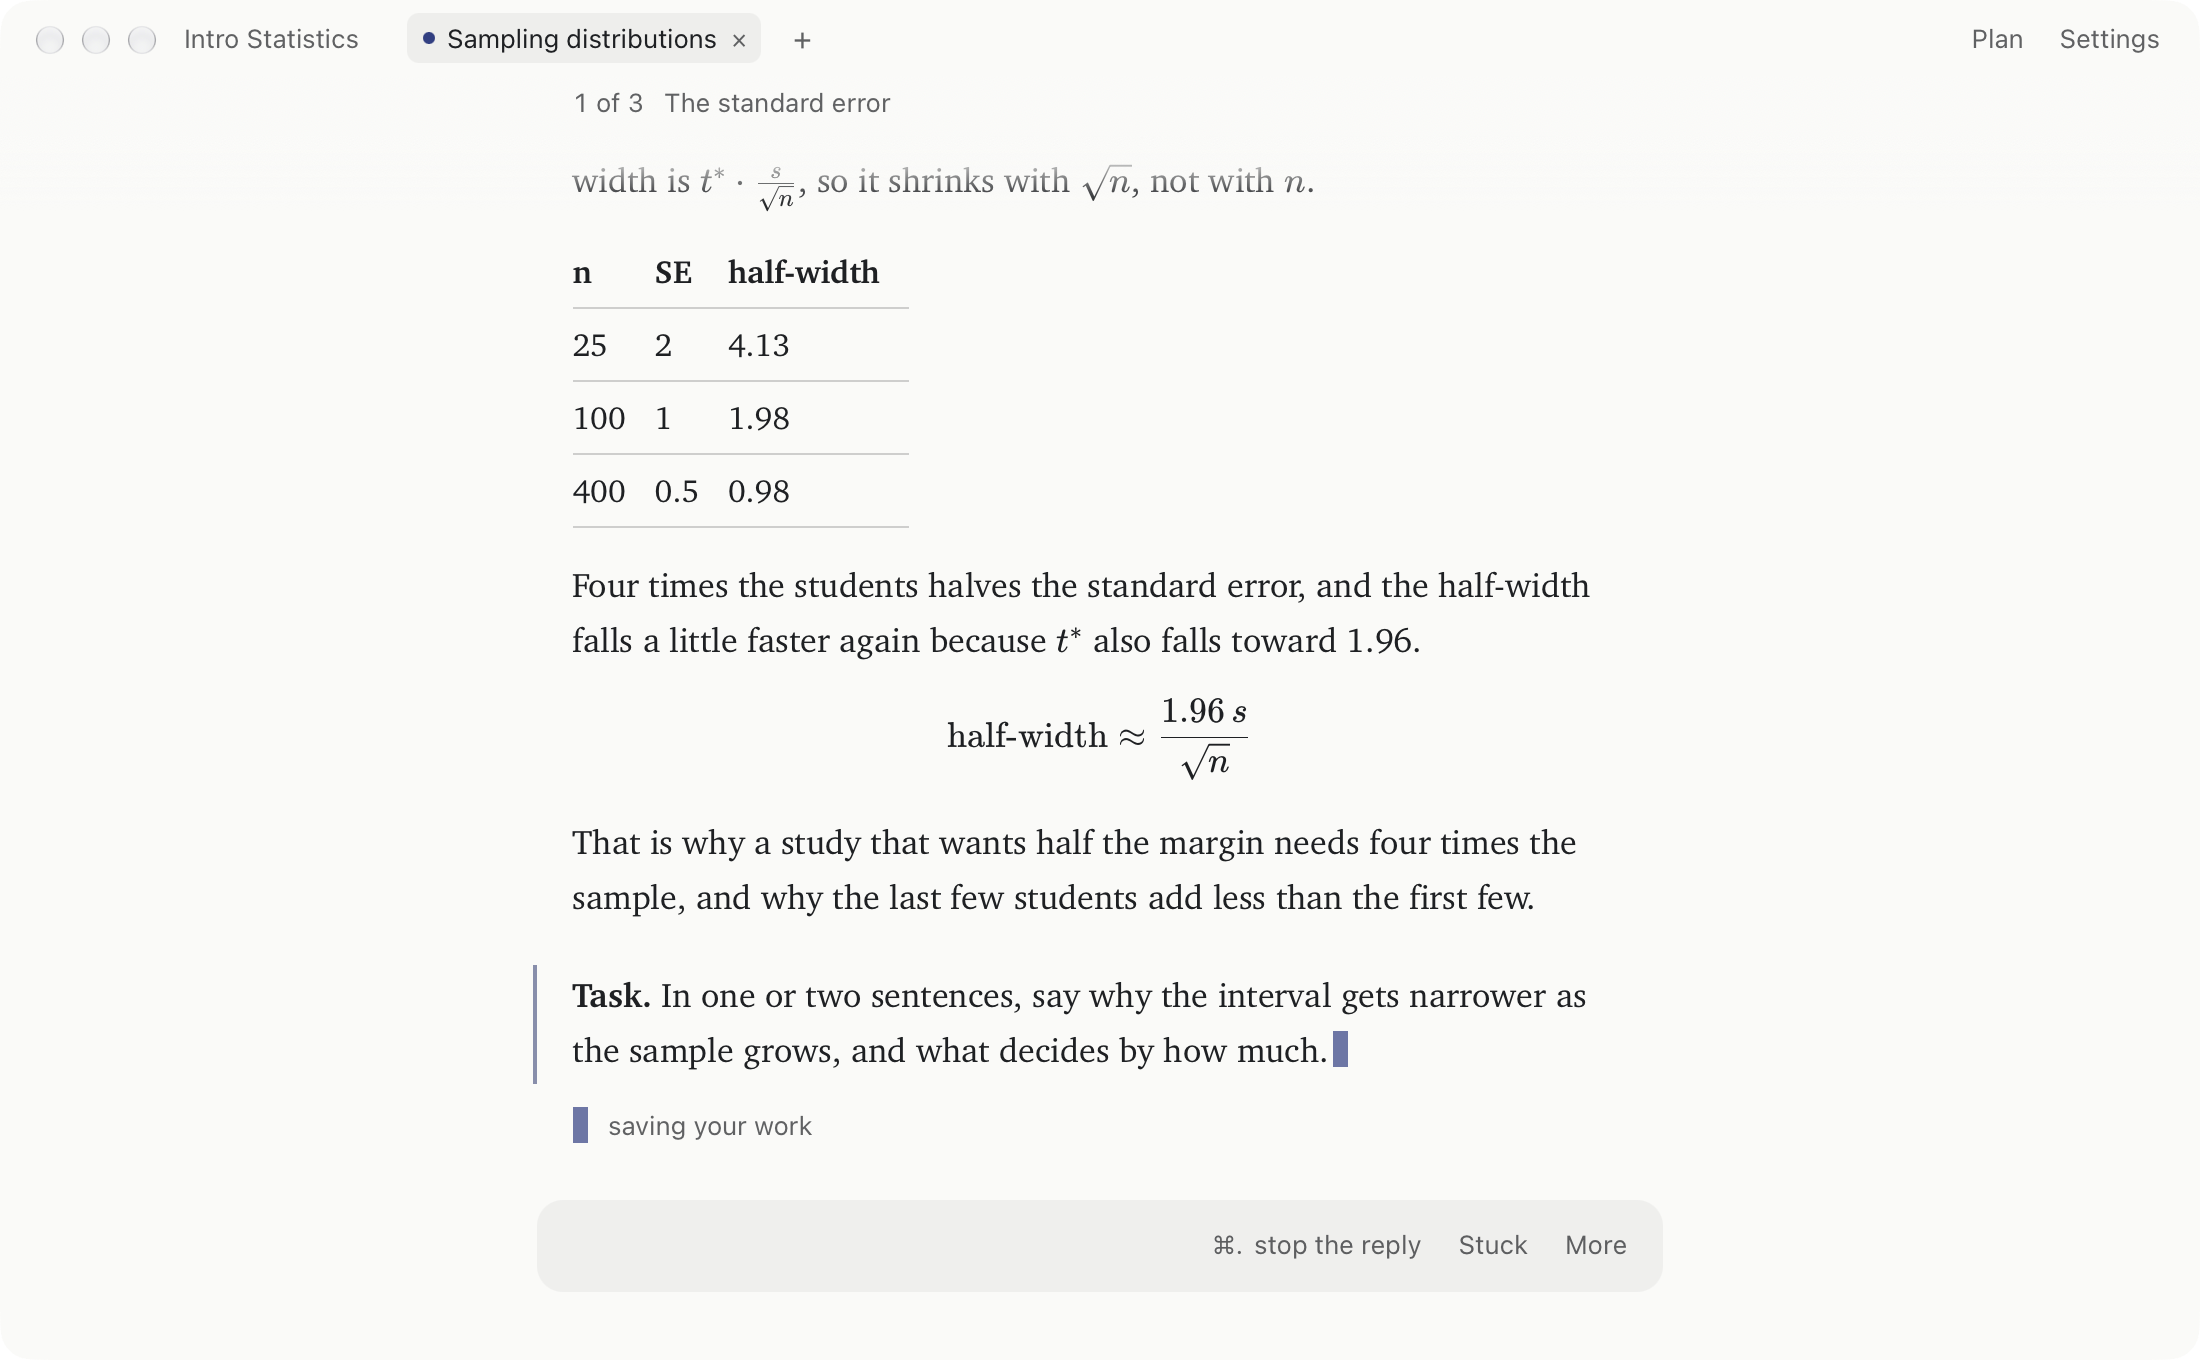 Intro Statistics
Sampling distributions ×
+
Plan Settings
1 of 3 The standard error
width is t* · s/√n, so it shrinks with √n, not with n.
n SE half-width
25 2 4.13
100 1 1.98
400 0.5 0.98
Four times the students halves the standard error, and the half-width
falls a little faster again because t* also falls toward 1.96.
half-width ≈ 1.96 s/√n
That is why a study that wants half the margin needs four times the
sample, and why the last few students add less than the first few.
Task. In one or two sentences, say why the interval gets narrower as
the sample grows, and what decides by how much.
saving your work
⌘. stop the reply Stuck More